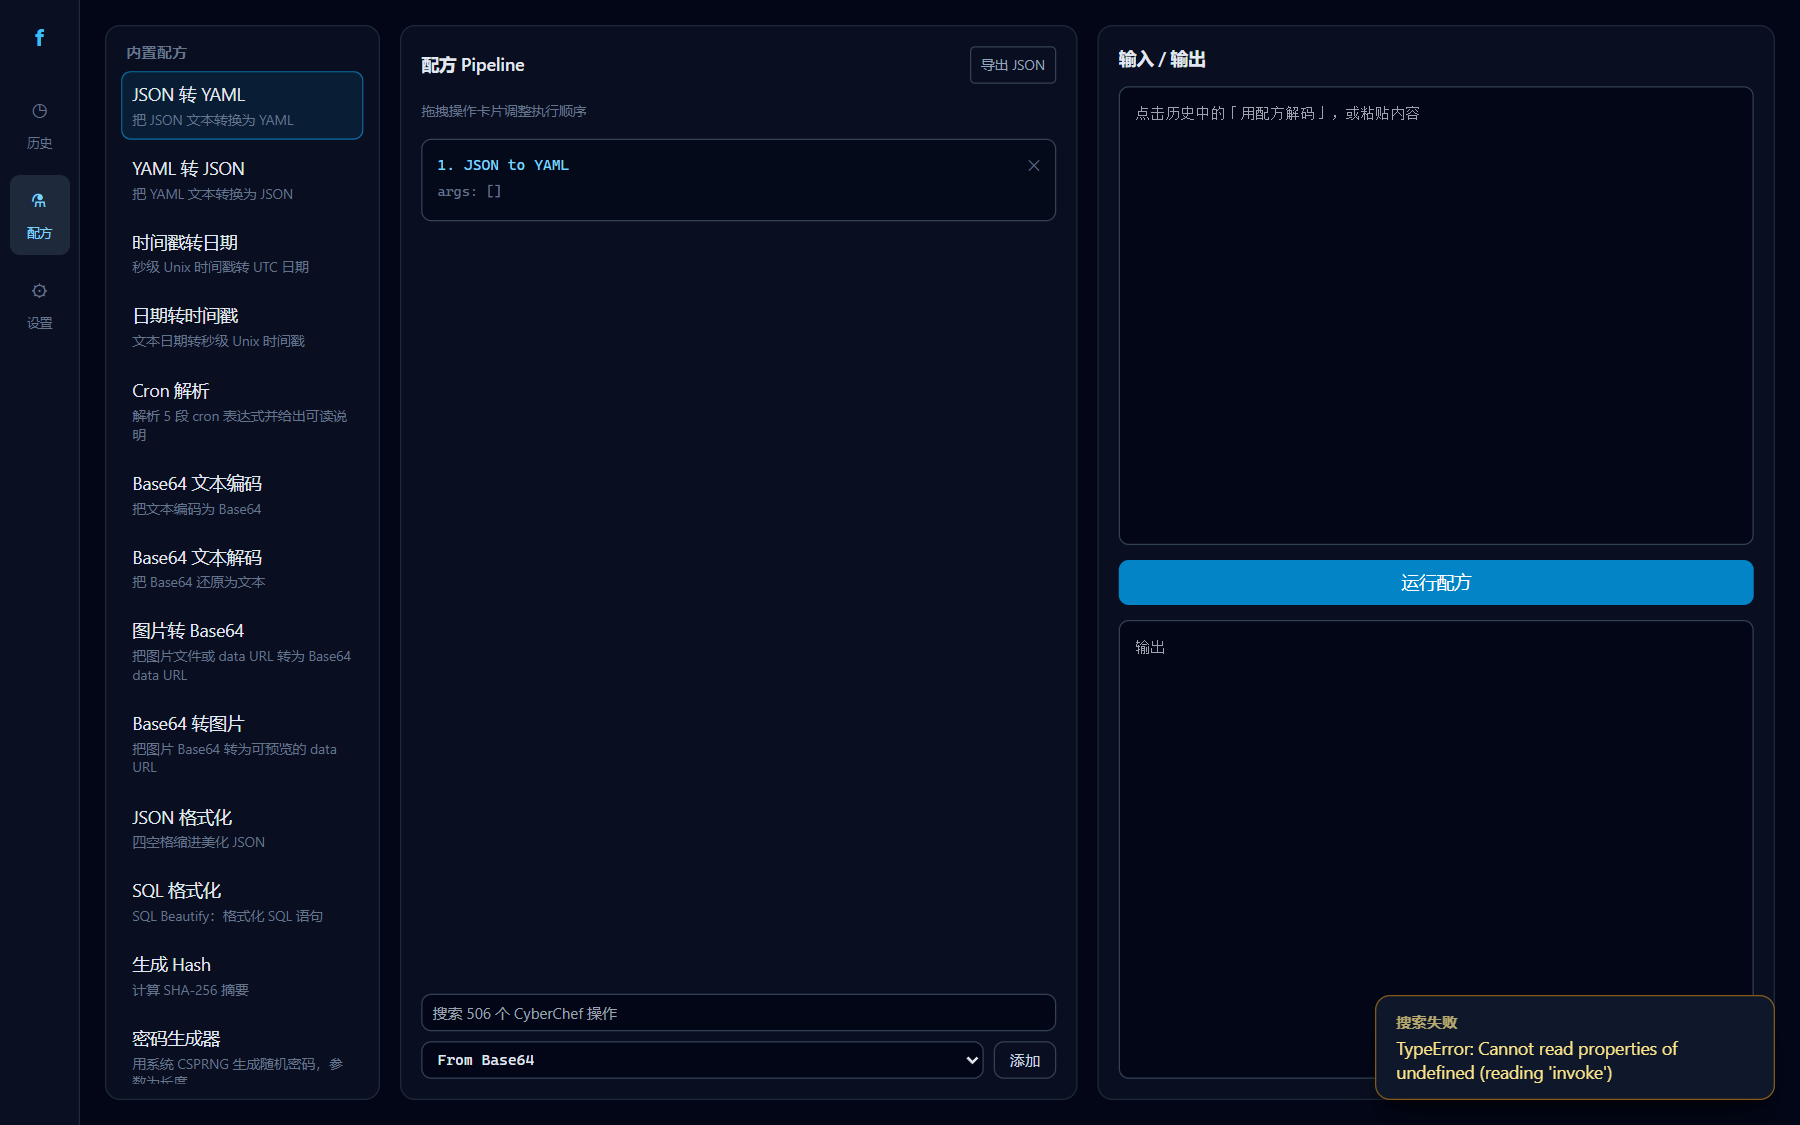 f
历史
配方
设置
内置配方
JSON 转 YAML
把 JSON 文本转换为 YAML
YAML 转 JSON
把 YAML 文本转换为 JSON
时间戳转日期
秒级 Unix 时间戳转 UTC 日期
日期转时间戳
文本日期转秒级 Unix 时间戳
Cron 解析
解析 5 段 cron 表达式并给出可读说
明
Base64 文本编码
把文本编码为 Base64
Base64 文本解码
把 Base64 还原为文本
图片转 Base64
把图片文件或 data URL 转为 Base64
data URL
Base64 转图片
把图片 Base64 转为可预览的 data
URL
JSON 格式化
四空格缩进美化 JSON
SQL 格式化
SQL Beautify：格式化 SQL 语句
生成 Hash
计算 SHA-256 摘要
密码生成器
用系统 CSPRNG 生成随机密码，参
数为长度
配方 Pipeline
导出 JSON
拖拽操作卡片调整执行顺序
1. JSON to YAML
args: []
搜索 506 个 CyberChef 操作
From Base64
添加
输入 / 输出
点击历史中的「用配方解码」，或粘贴内容
运行配方
输出
搜索失败
TypeError: Cannot read properties of
undefined (reading 'invoke')